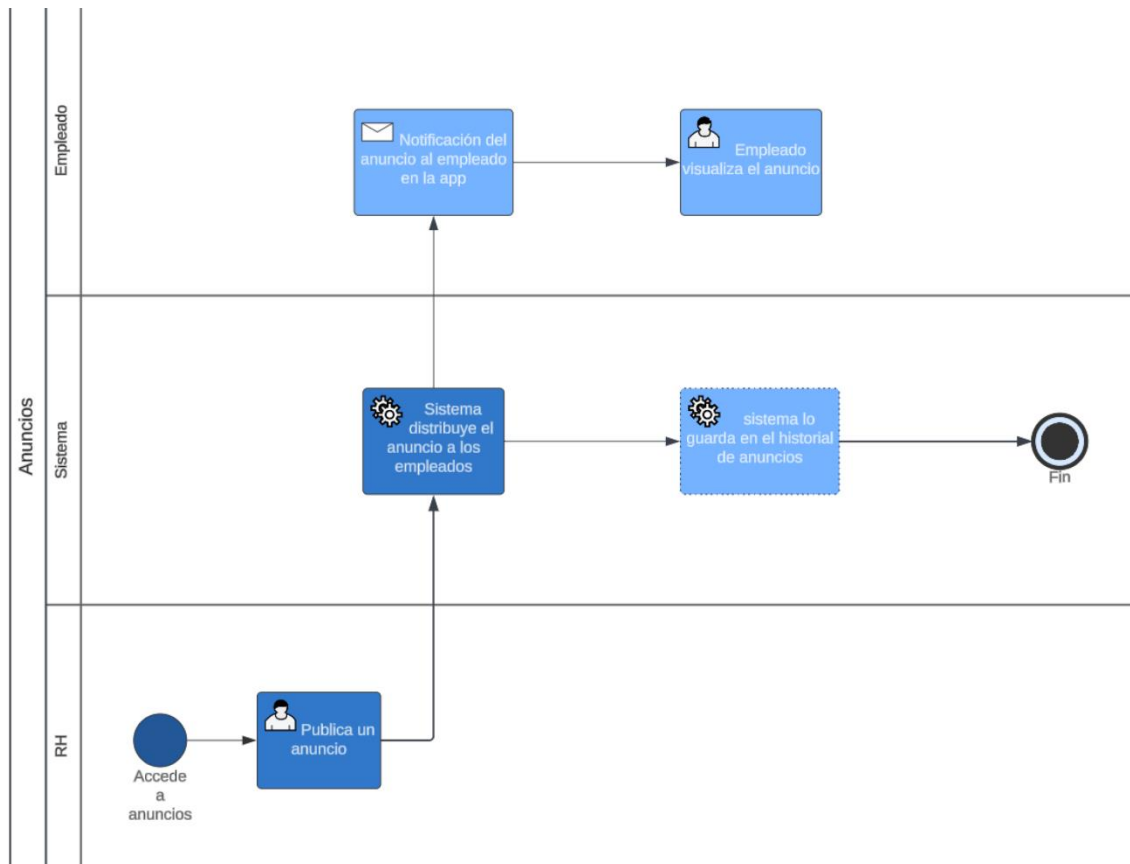 Anuncios
Empleado
Notificación del
anuncio al empleado
en la app
Empleado
visualiza el anuncio
Sistema
Sistema
distribuye el
anuncio a los
empleados
sistema lo
guarda en el historial
de anuncios
Fin
RH
Accede
a
anuncios
Publica un
anuncio